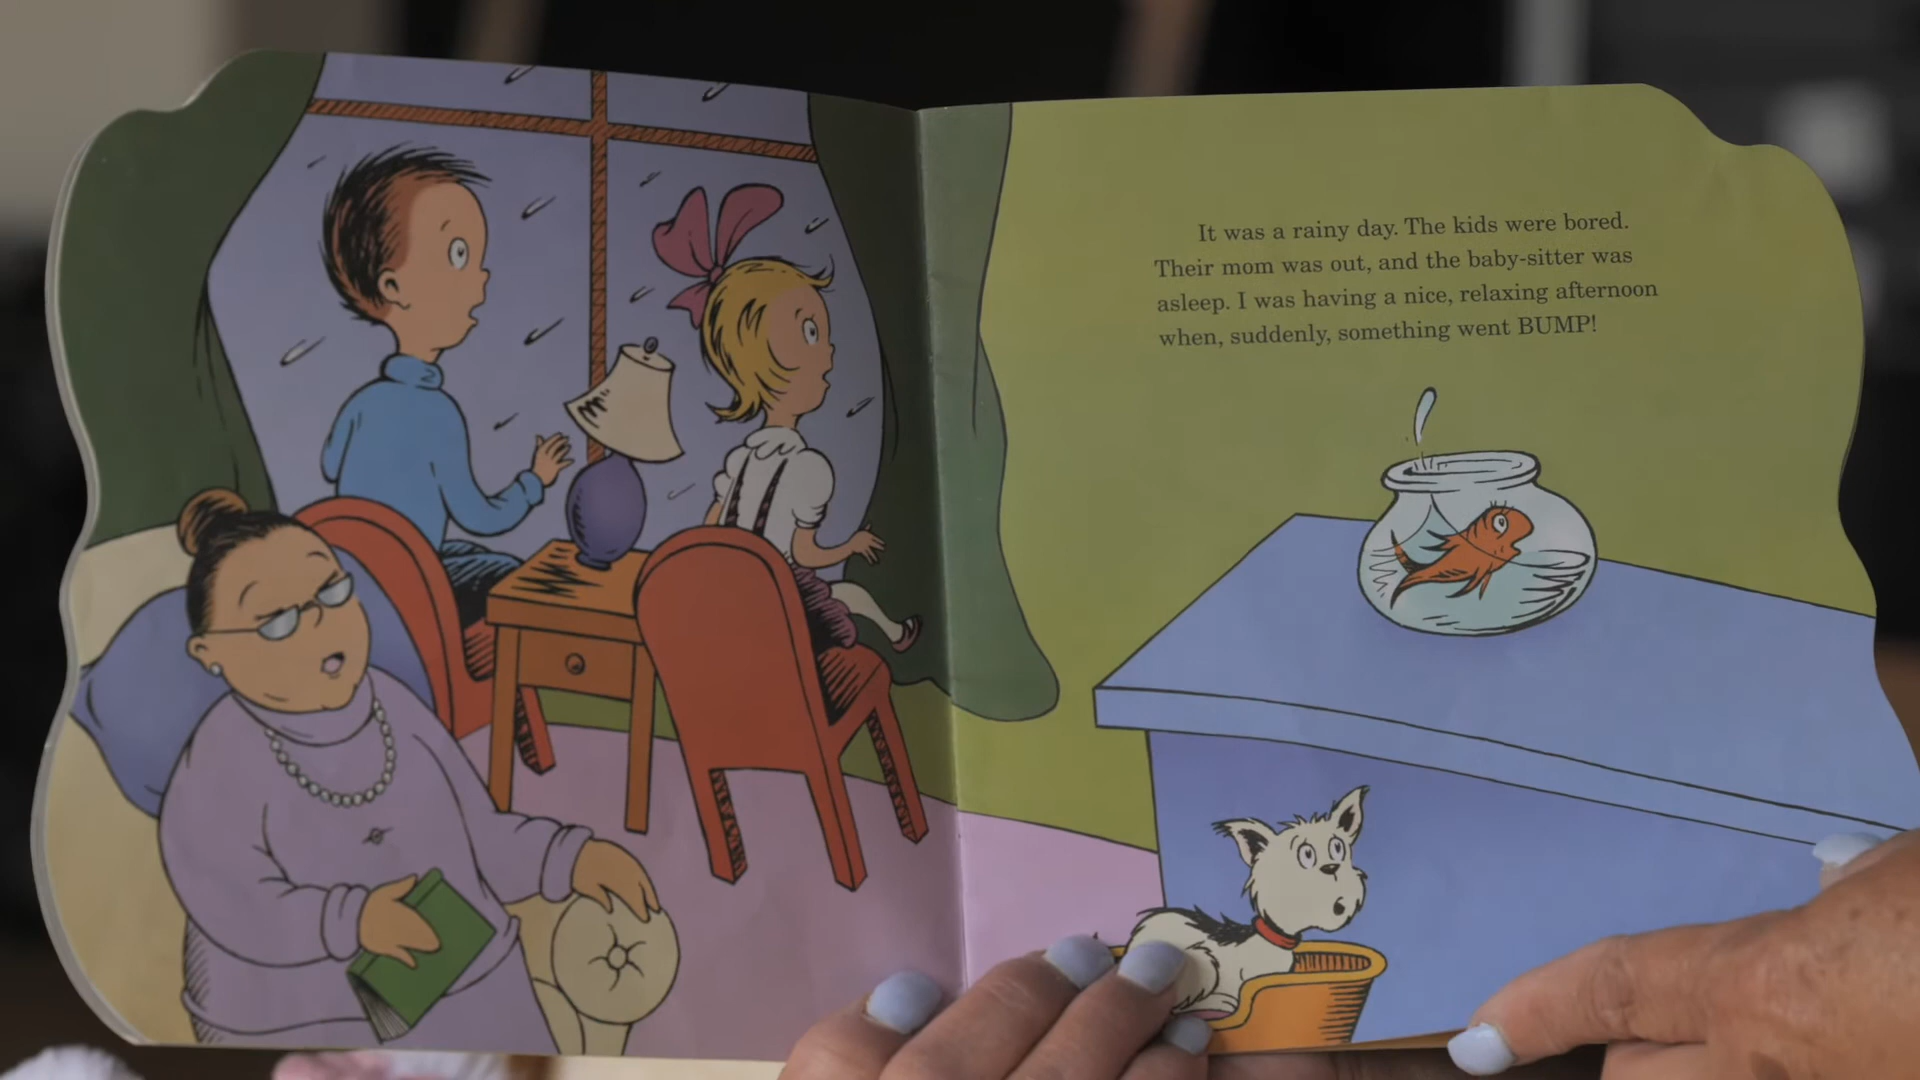 It was a rainy day. The kids were bored.
Their mom was out, and the baby-sitter was
asleep. I was having a nice, relaxing afternoon
when, suddenly, something went BUMP!